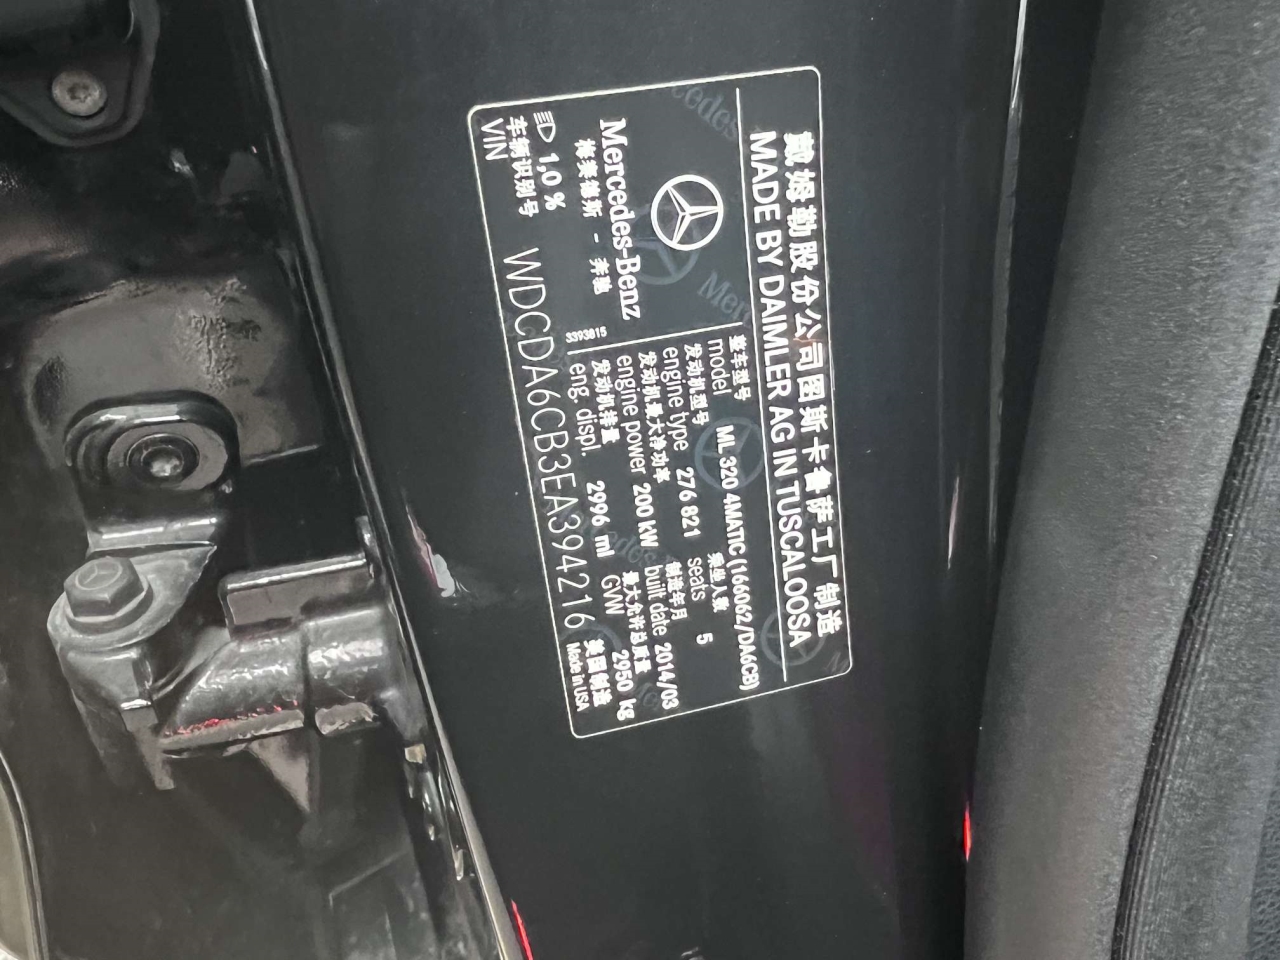 戴姆勒股份公司图斯卡鲁萨工厂制造
MADE BY DAIMLER AG IN TUSCALOOSA
Mercedes-Benz
梅赛德斯 - 奔驰
1,0 %
3393815
整车型号
model ML 320 4MATIC (166062/DA6CB)
发动机型号 乘坐人数
engine type 276 821 seats 5
发动机最大净功率 制造年月
engine power 200 kW built date 2014/03
发动机排量 最大允许总质量
eng. displ. 2996 ml GVW 2950 kg
车辆识别号 美国制造
VIN WDCDA6CB3EA394216 Made in USA